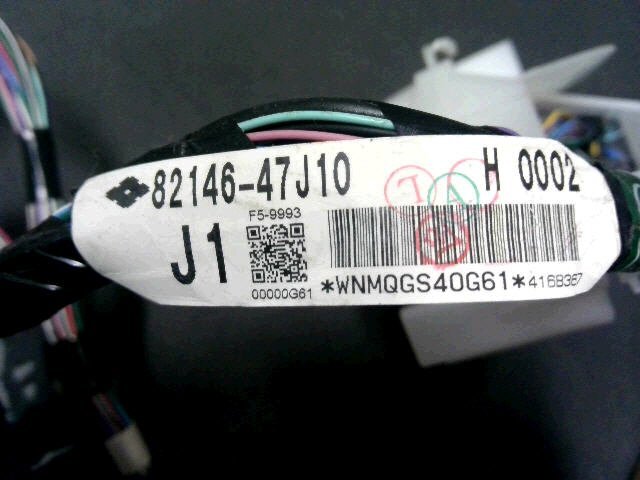 82146-47J10
H 0002
J1
F5-9993
00000G61
*WNMQGS40G61*
416B367
T A